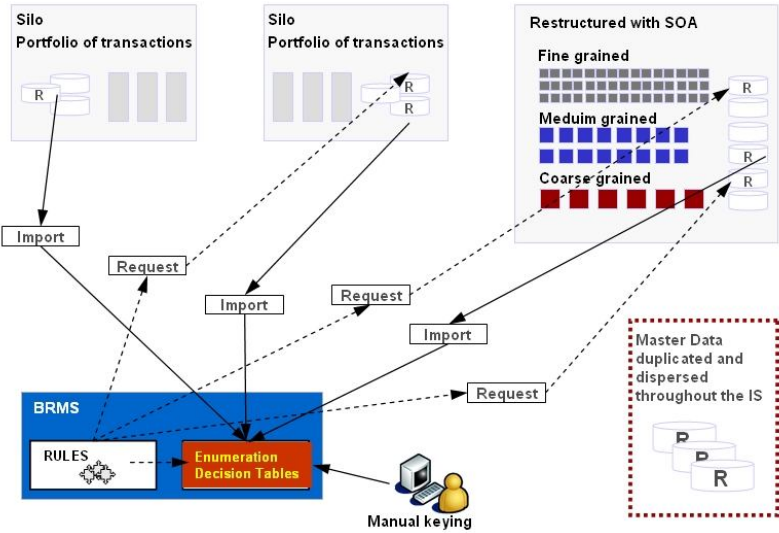 Silo
Portfolio of transactions
R
Silo
Portfolio of transactions
R
R
Restructured with SOA
Fine grained
R
Meduim grained
R
Coarse grained
R
Import
Request
Import
Request
Import
Request
Master Data
duplicated and
dispersed
throughout the IS
R
R
R
BRMS
RULES
Enumeration
Decision Tables
Manual keying